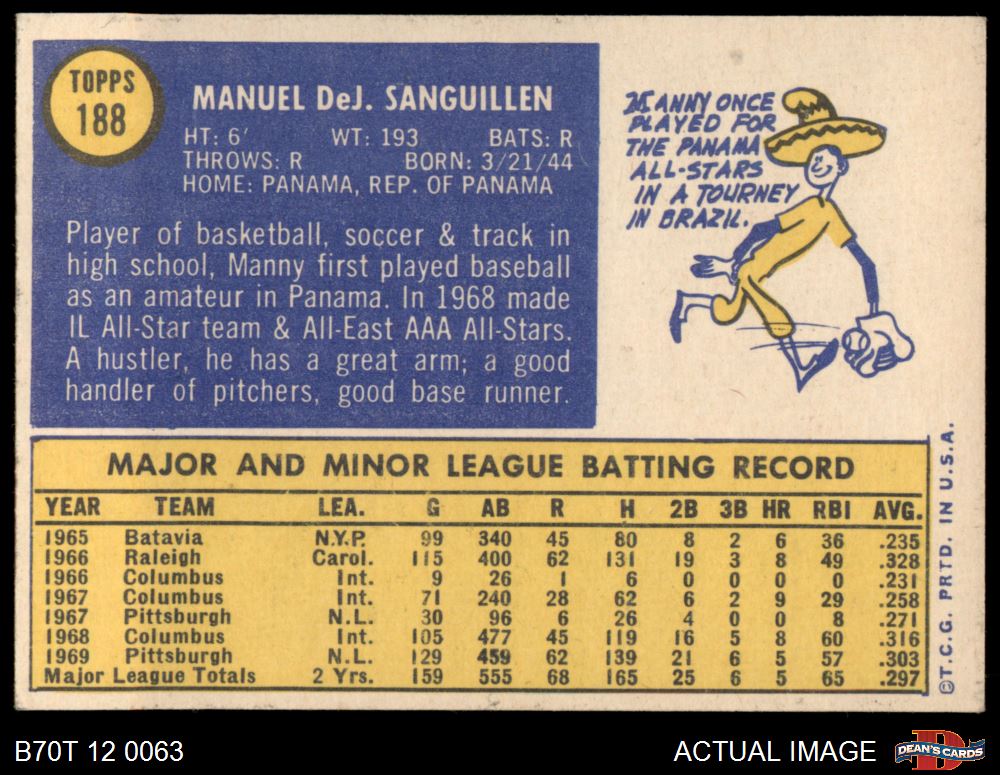 TOPPS
188
MANUEL DeJ. SANGUILLEN
HT: 6' WT: 193 BATS: R
THROWS: R BORN: 3/21/44
HOME: PANAMA, REP. OF PANAMA
Player of basketball, soccer & track in
high school, Manny first played baseball
as an amateur in Panama. In 1968 made
IL All-Star team & All-East AAA All-Stars.
A hustler, he has a great arm; a good
handler of pitchers, good base runner.
MANNY ONCE
PLAYED FOR
THE PANAMA
ALL-STARS
IN A TOURNEY
IN BRAZIL.
MAJOR AND MINOR LEAGUE BATTING RECORD
YEAR TEAM LEA. G AB R H 2B 3B HR RBI AVG.
1965 Batavia N.Y.P. 99 340 45 80 8 2 6 36 .235
1966 Raleigh Carol. 115 400 62 131 19 3 8 49 .328
1966 Columbus Int. 9 26 1 6 0 0 0 0 .231
1967 Columbus Int. 71 240 28 62 6 2 9 29 .258
1967 Pittsburgh N.L. 30 96 6 26 4 0 0 8 .271
1968 Columbus Int. 105 477 45 119 16 5 8 60 .316
1969 Pittsburgh N.L. 129 459 62 139 21 6 5 57 .303
Major League Totals 2 Yrs. 159 555 68 165 25 6 5 65 .297
©T.C.G. PRTD. IN U.S.A.
B70T 12 0063
ACTUAL IMAGE
B
DEAN'S CARDS